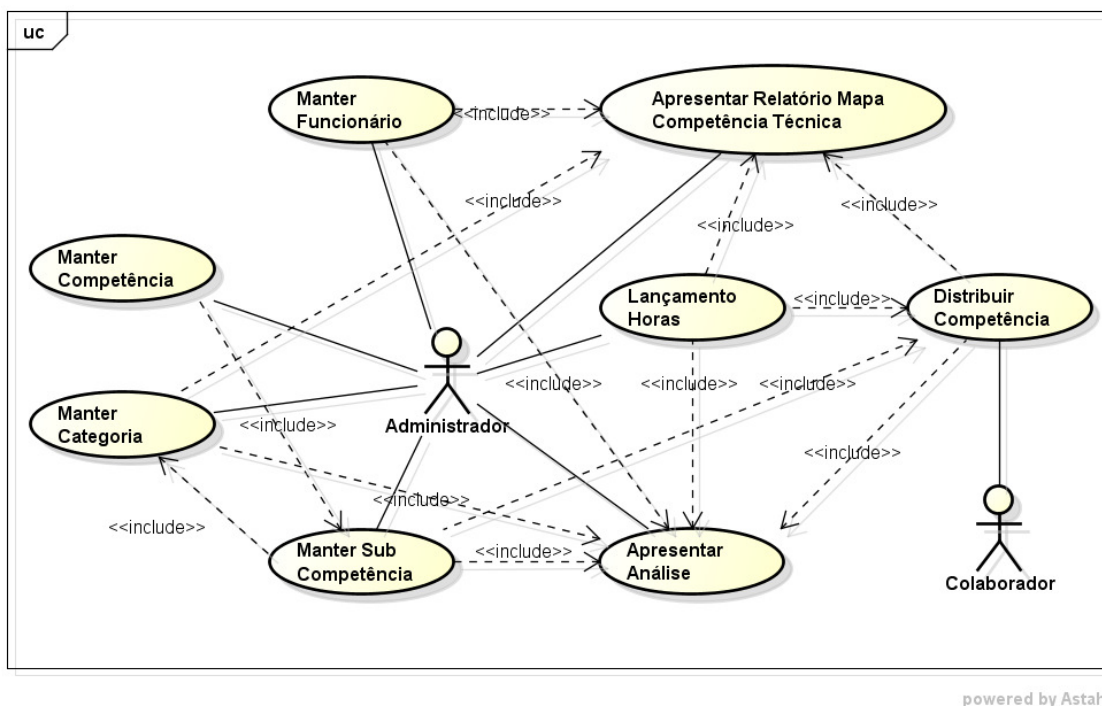 uc
Manter
Funcionário
<<include>>
Apresentar Relatório Mapa
Competência Técnica
<<include>>
<<include>>
<<include>>
Manter
Competência
Lançamento
Horas
<<include>>
Distribuir
Competência
<<include>>
<<include>>
<<include>>
Manter
Categoria
<<include>>
Administrador
<<include>>
<<include>>
<<include>>
Manter Sub
Competência
<<include>>
Apresentar
Análise
Colaborador
powered by Astah